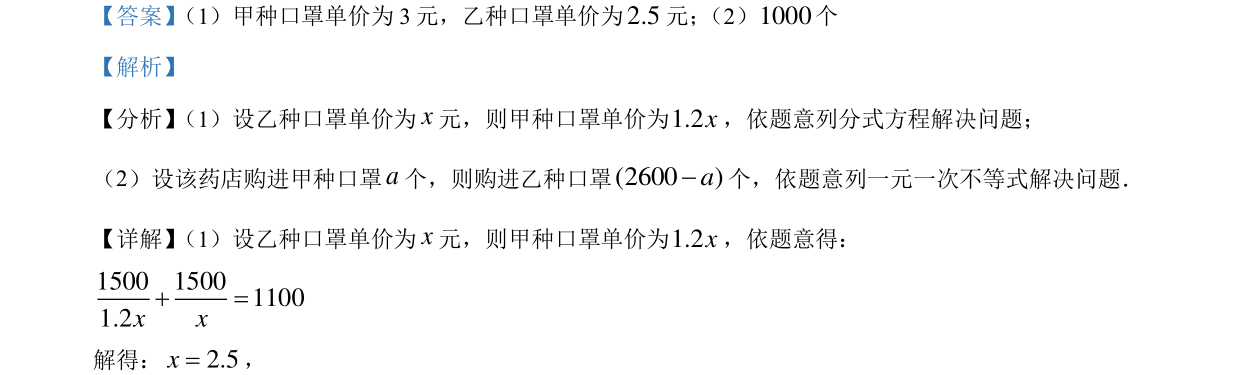 【答案】（1）甲种口罩单价为 3 元，乙种口罩单价为 2.5 元；（2）1000 个
【解析】
【分析】（1）设乙种口罩单价为 x 元，则甲种口罩单价为1.2x，依题意列分式方程解决问题；
（2）设该药店购进甲种口罩 a 个，则购进乙种口罩 (2600－a) 个，依题意列一元一次不等式解决问题．
【详解】（1）设乙种口罩单价为 x 元，则甲种口罩单价为1.2x，依题意得：
1500/1.2x + 1500/x = 1100
解得：x = 2.5，